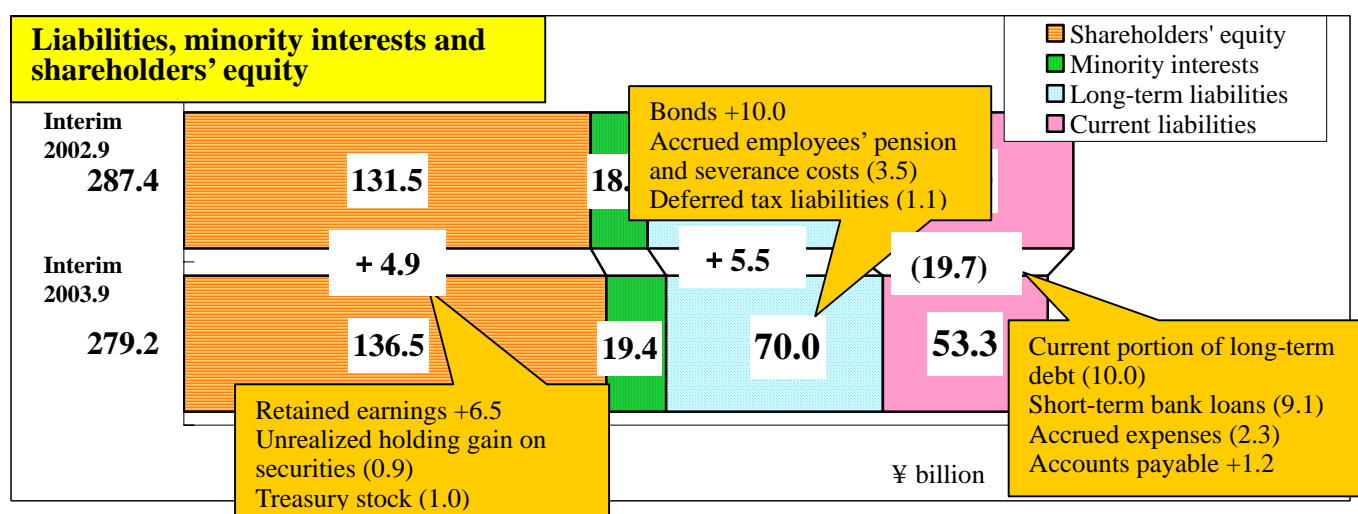 Liabilities, minority interests and
shareholders' equity
Shareholders' equity
Minority interests
Long-term liabilities
Current liabilities
Interim
2002.9
287.4
131.5
18.
Bonds +10.0
Accrued employees' pension
and severance costs (3.5)
Deferred tax liabilities (1.1)
+ 4.9
+ 5.5
(19.7)
Interim
2003.9
279.2
136.5
19.4
70.0
53.3
Retained earnings +6.5
Unrealized holding gain on
securities (0.9)
Treasury stock (1.0)
Current portion of long-term
debt (10.0)
Short-term bank loans (9.1)
Accrued expenses (2.3)
Accounts payable +1.2
¥ billion